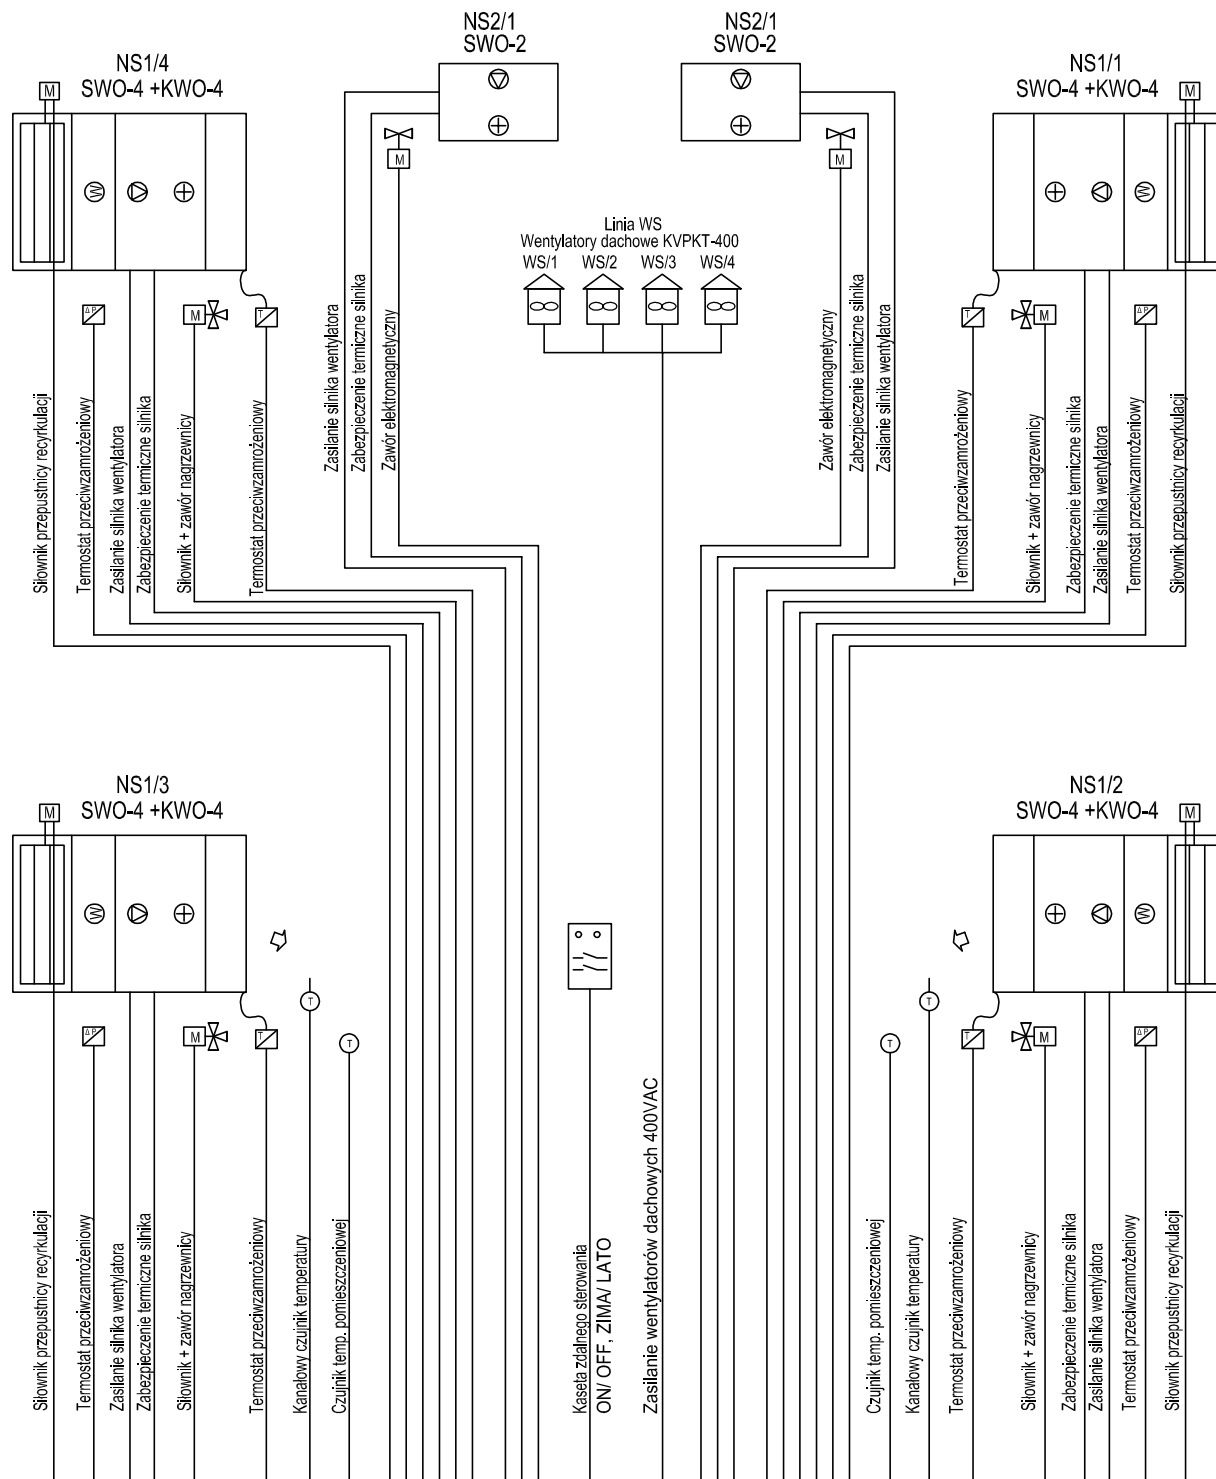 NS2/1
SWO-2
NS2/1
SWO-2
NS1/4
SWO-4 +KWO-4
NS1/1
SWO-4 +KWO-4
M
M
M
M
W
W
Linia WS
Wentylatory dachowe KVPKT-400
WS/1 WS/2 WS/3 WS/4
Δ P
M
T
T
M
Δ P
Siłownik przepustnicy recyrkulacji
Termostat przeciwzamrożeniowy
Zasilanie silnika wentylatora
Zabezpieczenie termiczne silnika
Siłownik + zawór nagrzewnicy
Termostat przeciwzamrożeniowy
Zasilanie silnika wentylatora
Zabezpieczenie termiczne silnika
Zawór elektromagnetyczny
Zawór elektromagnetyczny
Zabezpieczenie termiczne silnika
Zasilanie silnika wentylatora
Termostat przeciwzamrożeniowy
Siłownik + zawór nagrzewnicy
Zabezpieczenie termiczne silnika
Zasilanie silnika wentylatora
Termostat przeciwzamrożeniowy
Siłownik przepustnicy recyrkulacji
NS1/3
SWO-4 +KWO-4
NS1/2
SWO-4 +KWO-4
M
M
W
W
T
T
Δ P
M
T
T
T
T
M
Δ P
Siłownik przepustnicy recyrkulacji
Termostat przeciwzamrożeniowy
Zasilanie silnika wentylatora
Zabezpieczenie termiczne silnika
Siłownik + zawór nagrzewnicy
Termostat przeciwzamrożeniowy
Kanałowy czujnik temperatury
Czujnik temp. pomieszczeniowej
Kaseta zdalnego sterowania
ON/ OFF, ZIMA/ LATO
Zasilanie wentylatorów dachowych 400VAC
Czujnik temp. pomieszczeniowej
Kanałowy czujnik temperatury
Termostat przeciwzamrożeniowy
Siłownik + zawór nagrzewnicy
Zabezpieczenie termiczne silnika
Zasilanie silnika wentylatora
Termostat przeciwzamrożeniowy
Siłownik przepustnicy recyrkulacji